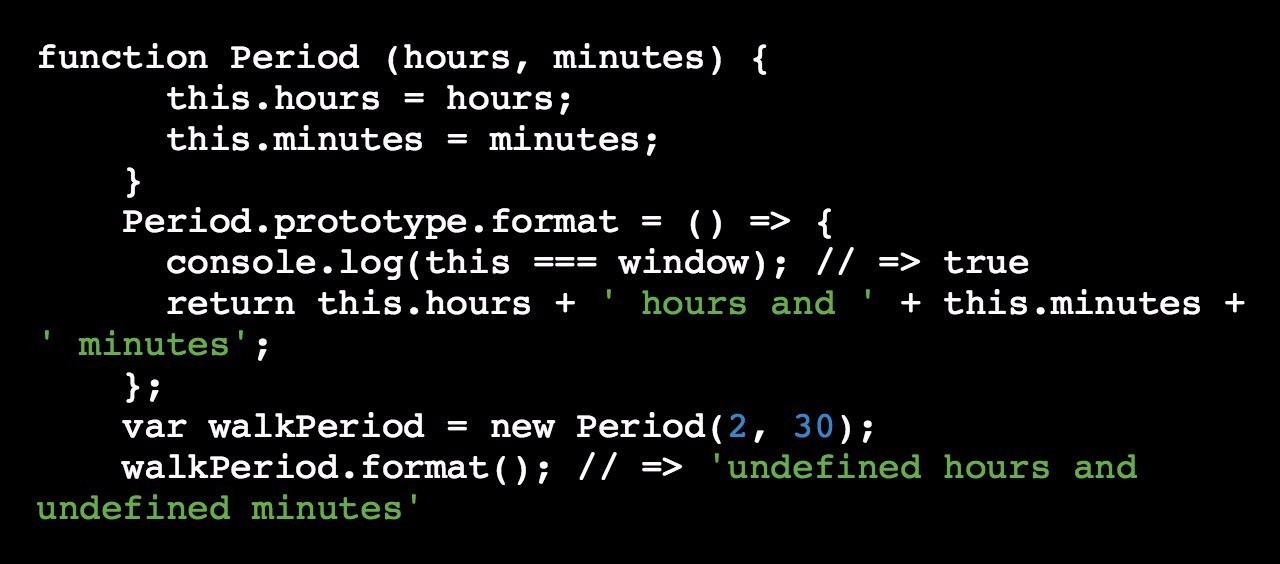 function Period (hours, minutes) {
      this.hours = hours;
      this.minutes = minutes;
    }
    Period.prototype.format = () => {
      console.log(this === window); // => true
      return this.hours + ' hours and ' + this.minutes +
' minutes';
    };
    var walkPeriod = new Period(2, 30);
    walkPeriod.format(); // => 'undefined hours and
undefined minutes'